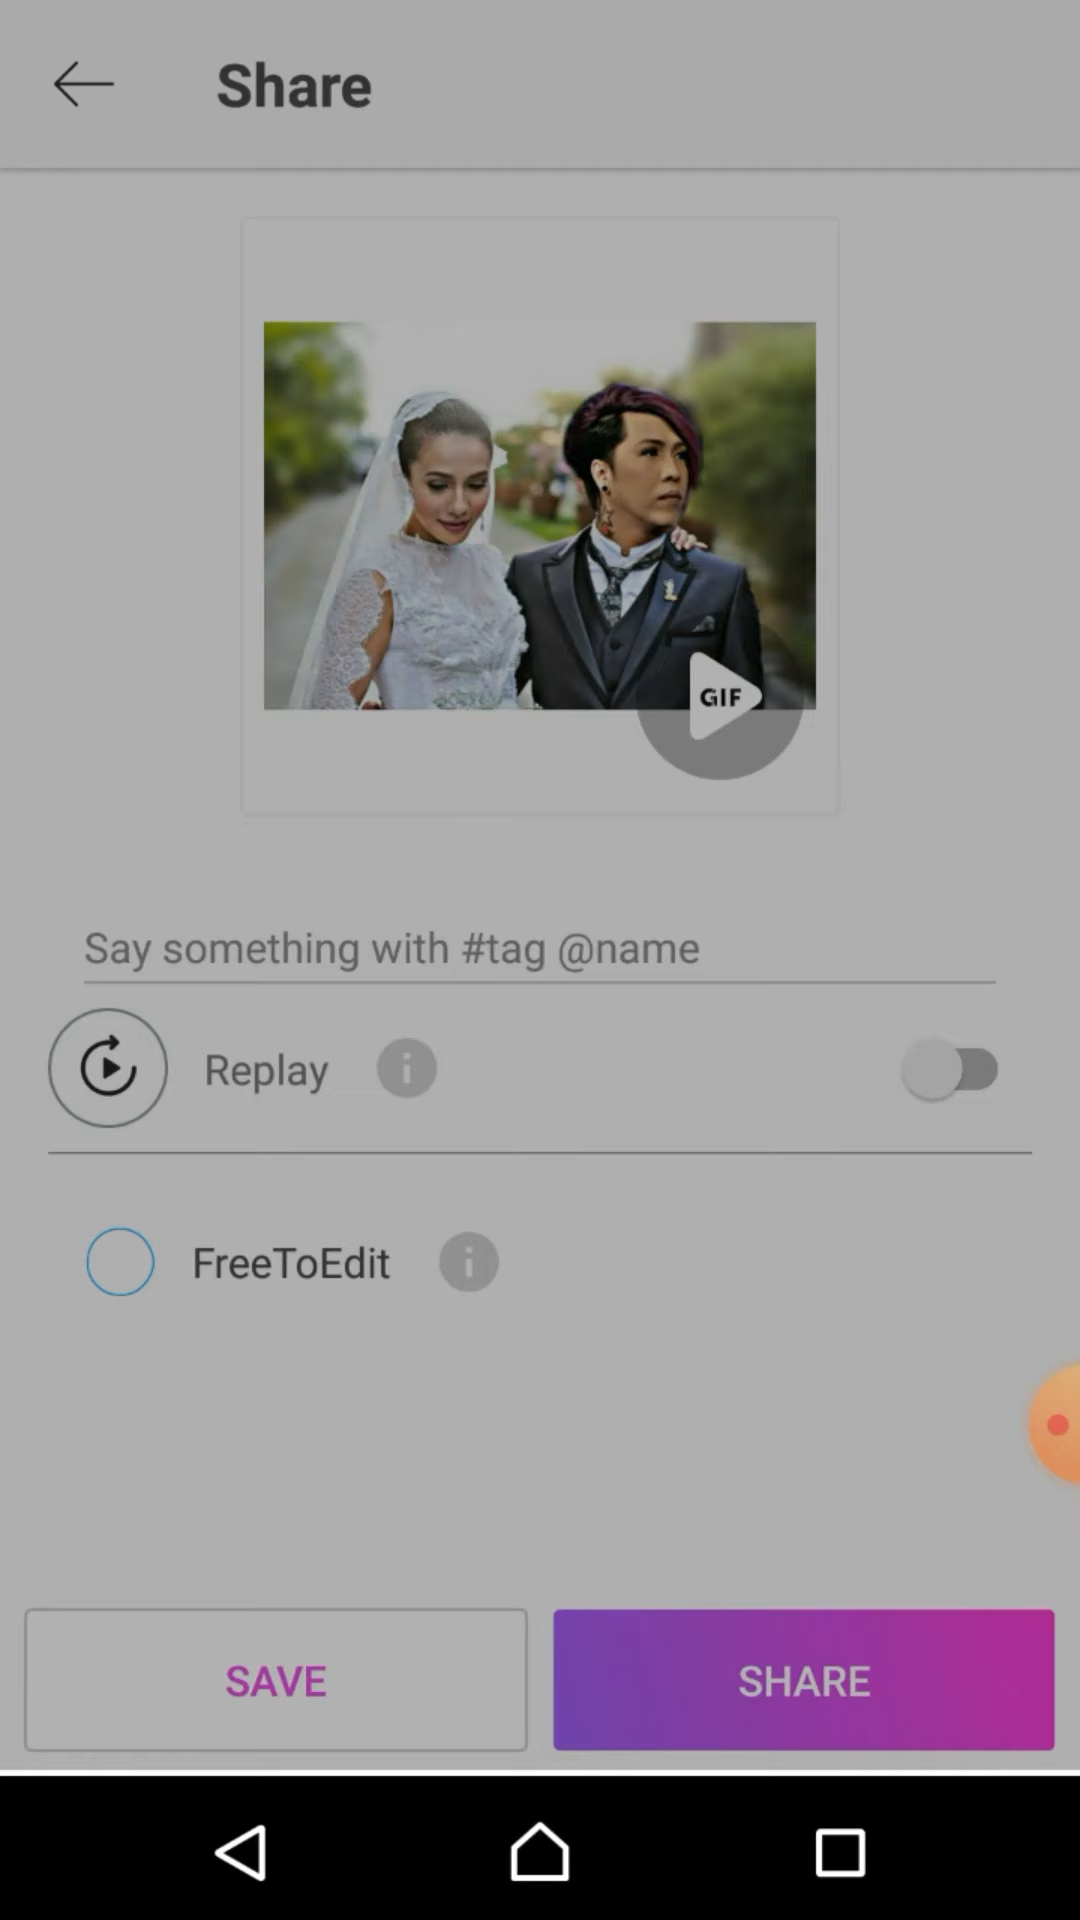 Share
GIF
Say something with #tag @name
Replay
FreeToEdit
SAVE
SHARE